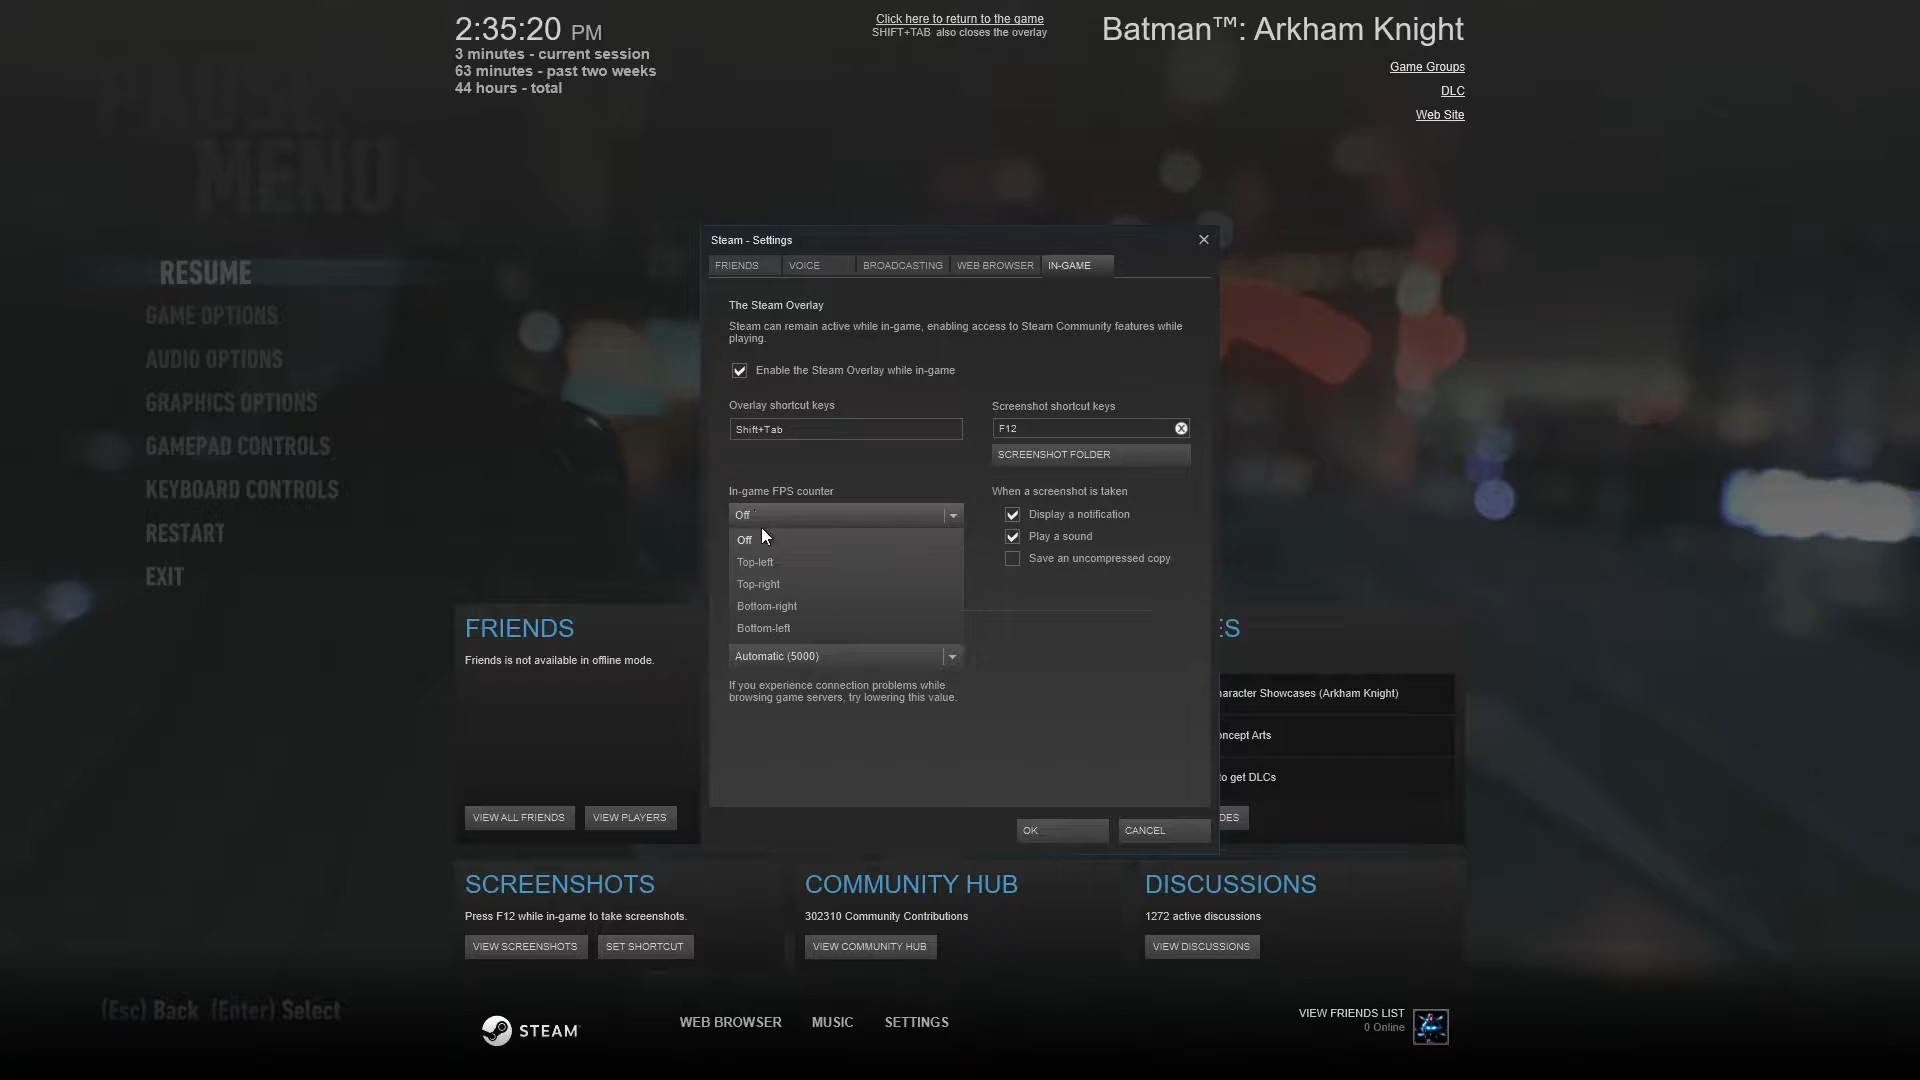 2:35:20 PM
3 minutes - current session
63 minutes - past two weeks
44 hours - total
Click here to return to the game
SHIFT+TAB also closes the overlay
Batman™: Arkham Knight
Game Groups
DLC
Web Site
PAUSE
MENU
RESUME
GAME OPTIONS
AUDIO OPTIONS
GRAPHICS OPTIONS
GAMEPAD CONTROLS
KEYBOARD CONTROLS
RESTART
EXIT
Steam - Settings
FRIENDS
VOICE
BROADCASTING
WEB BROWSER
IN-GAME
The Steam Overlay
Steam can remain active while in-game, enabling access to Steam Community features while
playing.
Enable the Steam Overlay while in-game
Overlay shortcut keys
Shift+Tab
Screenshot shortcut keys
F12
SCREENSHOT FOLDER
In-game FPS counter
Off
Off
Top-left
Top-right
Bottom-right
Bottom-left
When a screenshot is taken
Display a notification
Play a sound
Save an uncompressed copy
Automatic (5000)
If you experience connection problems while
browsing game servers, try lowering this value.
OK
CANCEL
FRIENDS
Friends is not available in offline mode.
VIEW ALL FRIENDS
VIEW PLAYERS
ES
haracter Showcases (Arkham Knight)
oncept Arts
to get DLCs
DES
SCREENSHOTS
Press F12 while in-game to take screenshots.
VIEW SCREENSHOTS
SET SHORTCUT
COMMUNITY HUB
302310 Community Contributions
VIEW COMMUNITY HUB
DISCUSSIONS
1272 active discussions
VIEW DISCUSSIONS
(Esc) Back (Enter) Select
STEAM
WEB BROWSER
MUSIC
SETTINGS
VIEW FRIENDS LIST
0 Online